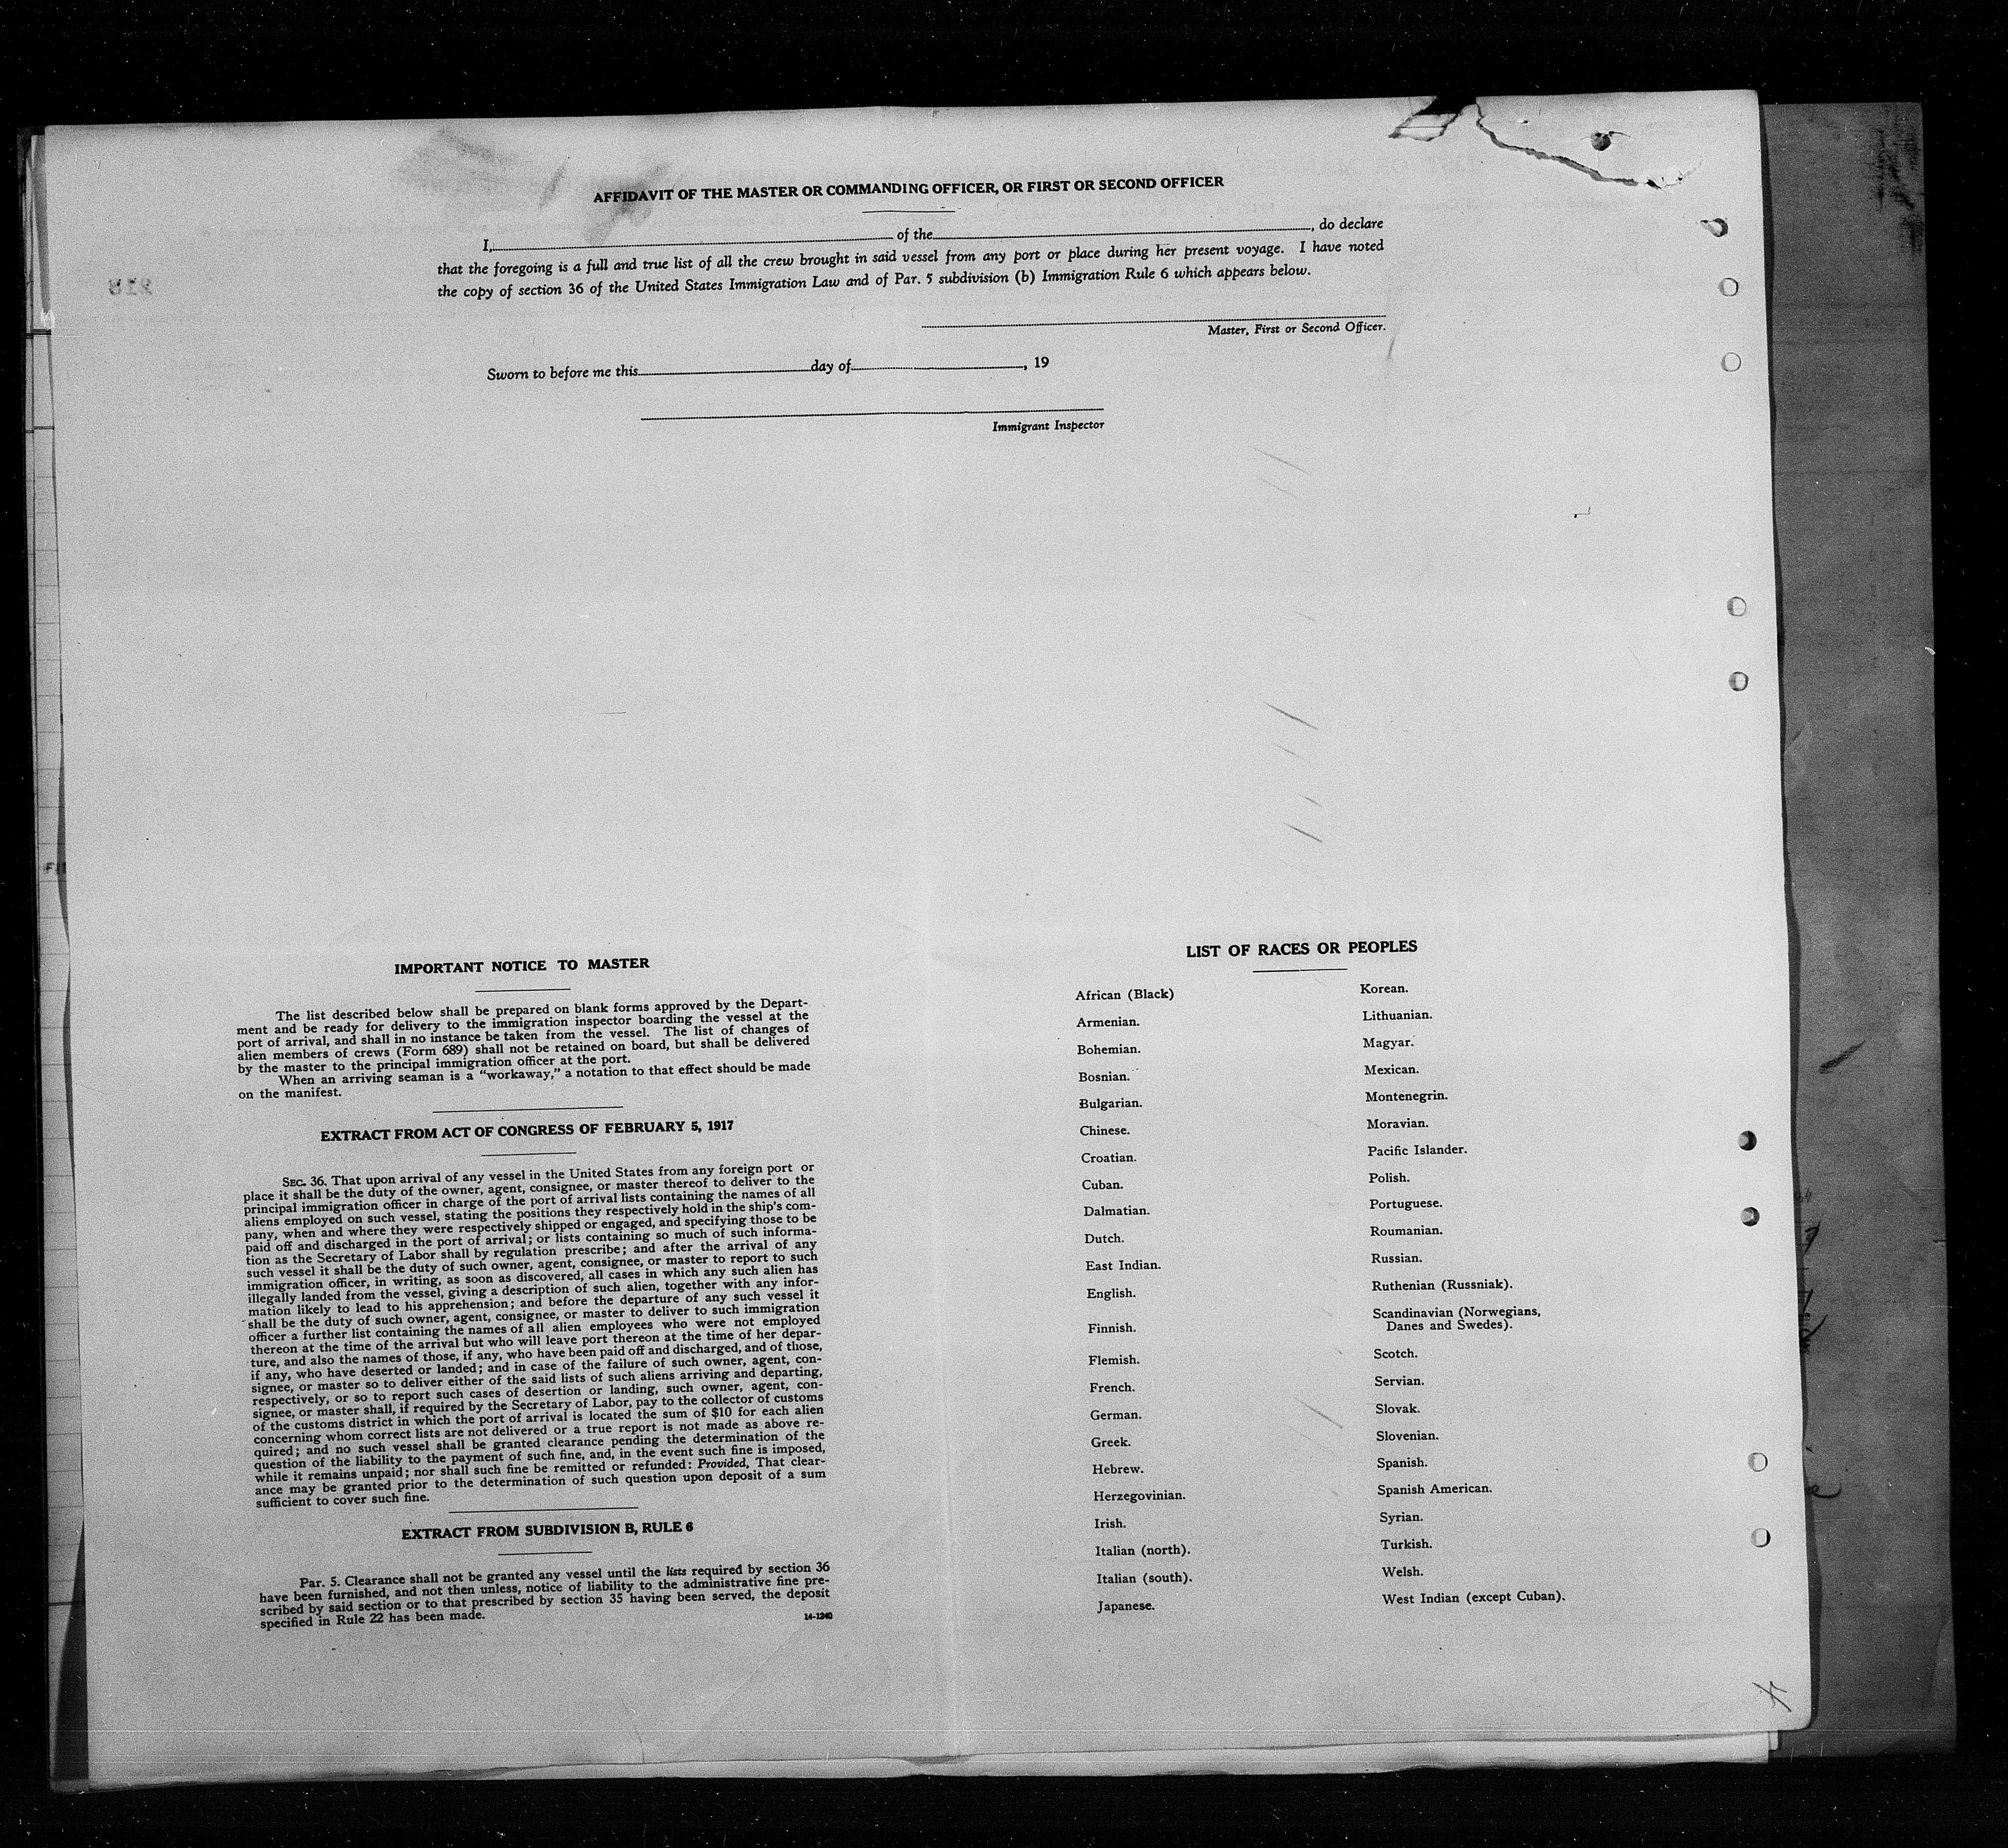 AFFIDAVIT OF THE MASTER OR COMMANDING OFFICER, OR FIRST OR SECOND OFFICER
I, of the , do declare
that the foregoing is a full and true list of all the crew brought in said vessel from any port or place during her present voyage. I have noted
the copy of section 36 of the United States Immigration Law and of Par. 5 subdivision (b) Immigration Rule 6 which appears below.
Master, First or Second Officer.
Sworn to before me this day of , 19
Immigrant Inspector
IMPORTANT NOTICE TO MASTER
The list described below shall be prepared on blank forms approved by the Depart-
ment and be ready for delivery to the immigration inspector boarding the vessel at the
port of arrival, and shall in no instance be taken from the vessel. The list of changes of
alien members of crews (Form 689) shall not be retained on board, but shall be delivered
by the master to the principal immigration officer at the port.
When an arriving seaman is a "workaway," a notation to that effect should be made
on the manifest.
EXTRACT FROM ACT OF CONGRESS OF FEBRUARY 5, 1917
SEC. 36. That upon arrival of any vessel in the United States from any foreign port or
place it shall be the duty of the owner, agent, consignee, or master thereof to deliver to the
principal immigration officer in charge of the port of arrival lists containing the names of all
aliens employed on such vessel, stating the positions they respectively hold in the ship's com-
pany, when and where they were respectively shipped or engaged, and specifying those to be
paid off and discharged in the port of arrival; or lists containing so much of such informa-
tion as the Secretary of Labor shall by regulation prescribe; and after the arrival of any
such vessel it shall be the duty of such owner, agent, consignee, or master to report to such
immigration officer, in writing, as soon as discovered, all cases in which any such alien has
illegally landed from the vessel, giving a description of such alien, together with any infor-
mation likely to lead to his apprehension; and before the departure of any such vessel it
shall be the duty of such owner, agent, consignee, or master to deliver to such immigration
officer a further list containing the names of all alien employees who were not employed
thereon at the time of the arrival but who will leave port thereon at the time of her depar-
ture, and also the names of those, if any, who have been paid off and discharged, and of those,
if any, who have deserted or landed; and in case of the failure of such owner, agent, con-
signee, or master so to deliver either of the said lists of such aliens arriving and departing,
respectively, or so to report such cases of desertion or landing, such owner, agent, con-
signee, or master shall, if required by the Secretary of Labor, pay to the collector of customs
of the customs district in which the port of arrival is located the sum of $10 for each alien
concerning whom correct lists are not delivered or a true report is not made as above re-
quired; and no such vessel shall be granted clearance pending the determination of the
question of the liability to the payment of such fine, and, in the event such fine is imposed,
while it remains unpaid; nor shall such fine be remitted or refunded: Provided, That clear-
ance may be granted prior to the determination of such question upon deposit of a sum
sufficient to cover such fine.
EXTRACT FROM SUBDIVISION B, RULE 6
Par. 5. Clearance shall not be granted any vessel until the lists required by section 36
have been furnished, and not then unless, notice of liability to the administrative fine pre-
scribed by said section or to that prescribed by section 35 having been served, the deposit
specified in Rule 22 has been made.
14-1240
LIST OF RACES OR PEOPLES
African (Black)
Armenian.
Bohemian.
Bosnian.
Bulgarian.
Chinese.
Croatian.
Cuban.
Dalmatian.
Dutch.
East Indian.
English.
Finnish.
Flemish.
French.
German.
Greek.
Hebrew.
Herzegovinian.
Irish.
Italian (north).
Italian (south).
Japanese.
Korean.
Lithuanian.
Magyar.
Mexican.
Montenegrin.
Moravian.
Pacific Islander.
Polish.
Portuguese.
Roumanian.
Russian.
Ruthenian (Russniak).
Scandinavian (Norwegians,
Danes and Swedes).
Scotch.
Servian.
Slovak.
Slovenian.
Spanish.
Spanish American.
Syrian.
Turkish.
Welsh.
West Indian (except Cuban).